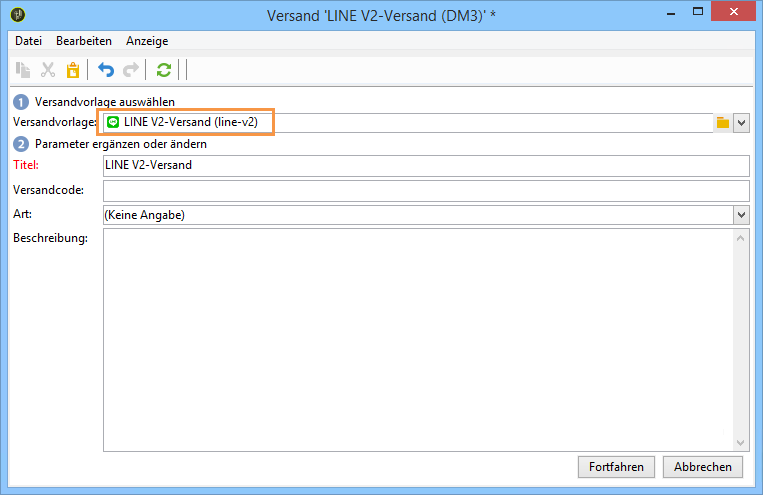 Versand 'LINE V2-Versand (DM3)' *
Datei Bearbeiten Anzeige
1 Versandvorlage auswählen
Versandvorlage: LINE V2-Versand (line-v2)
2 Parameter ergänzen oder ändern
Titel: LINE V2-Versand
Versandcode:
Art: (Keine Angabe)
Beschreibung:
Fortfahren Abbrechen